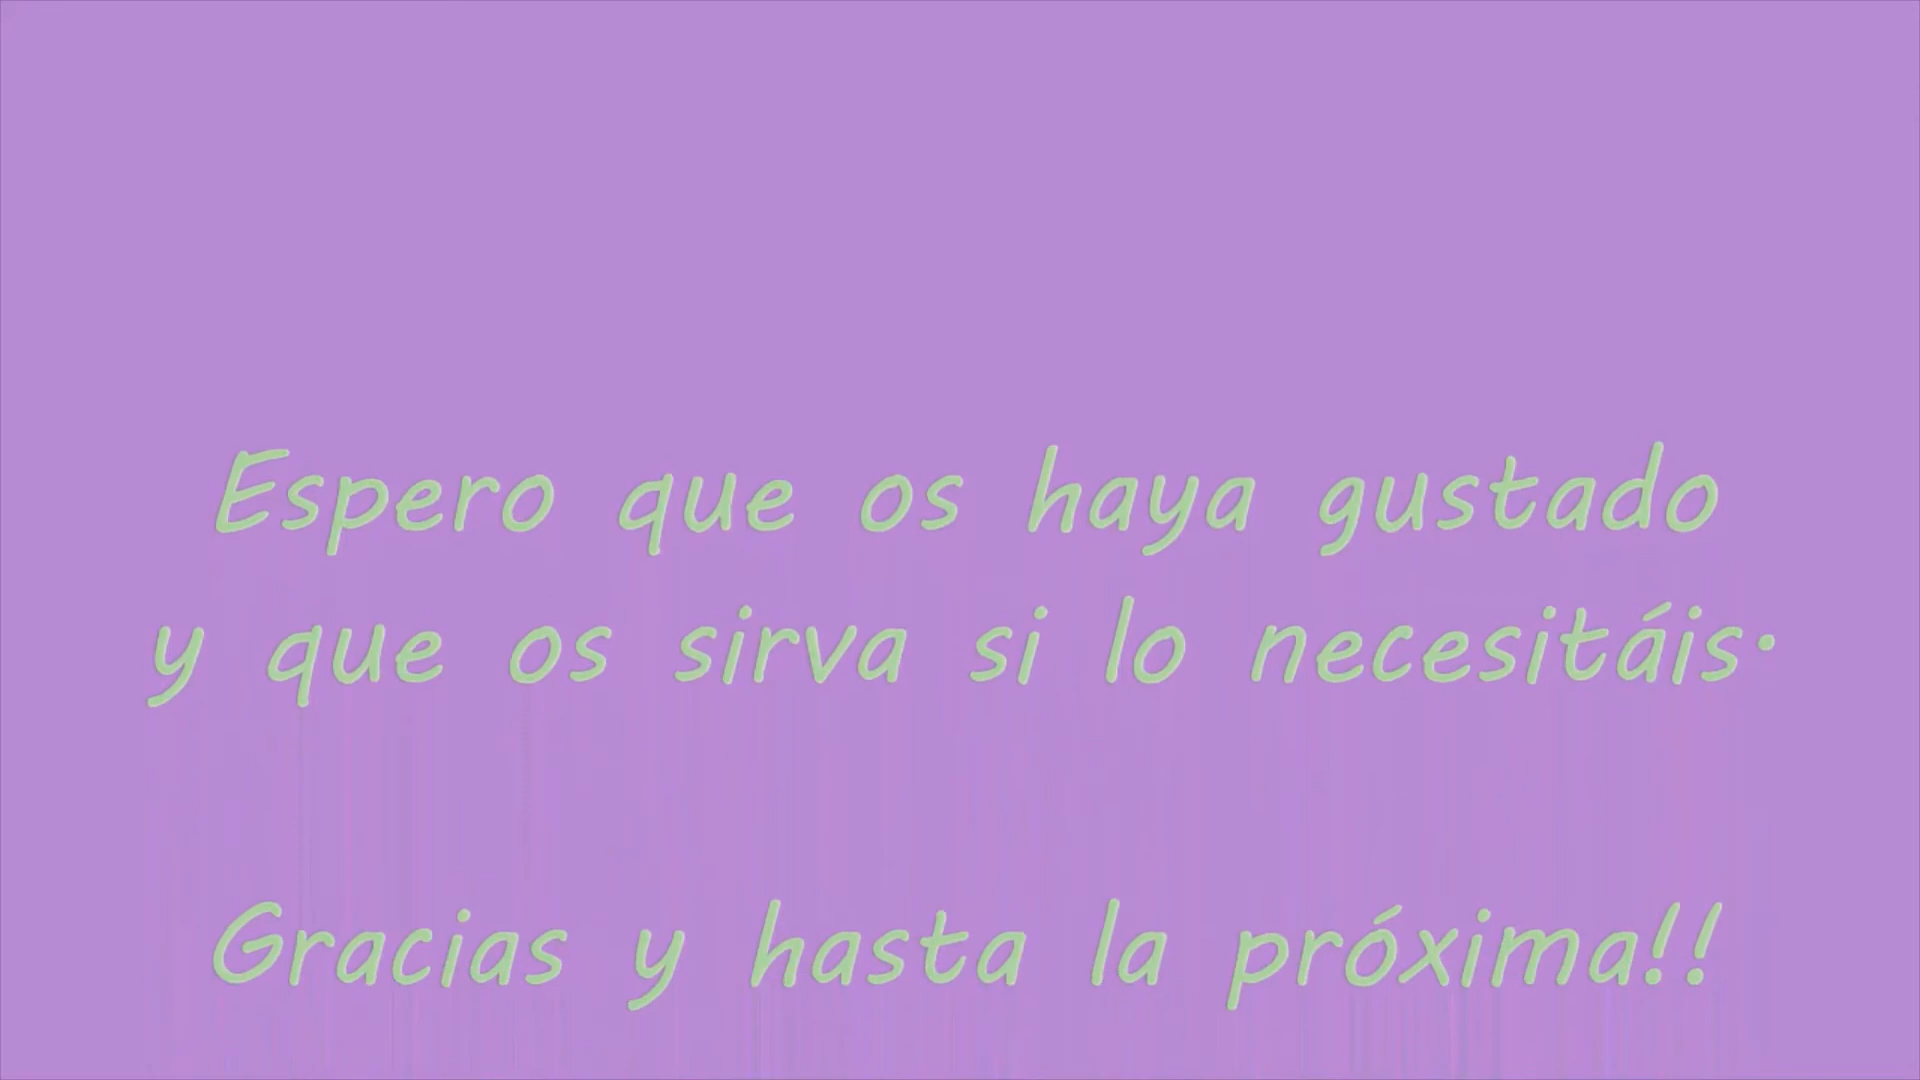 Espero que os haya gustado
y que os sirva si lo necesitáis.
Gracias y hasta la próxima!!